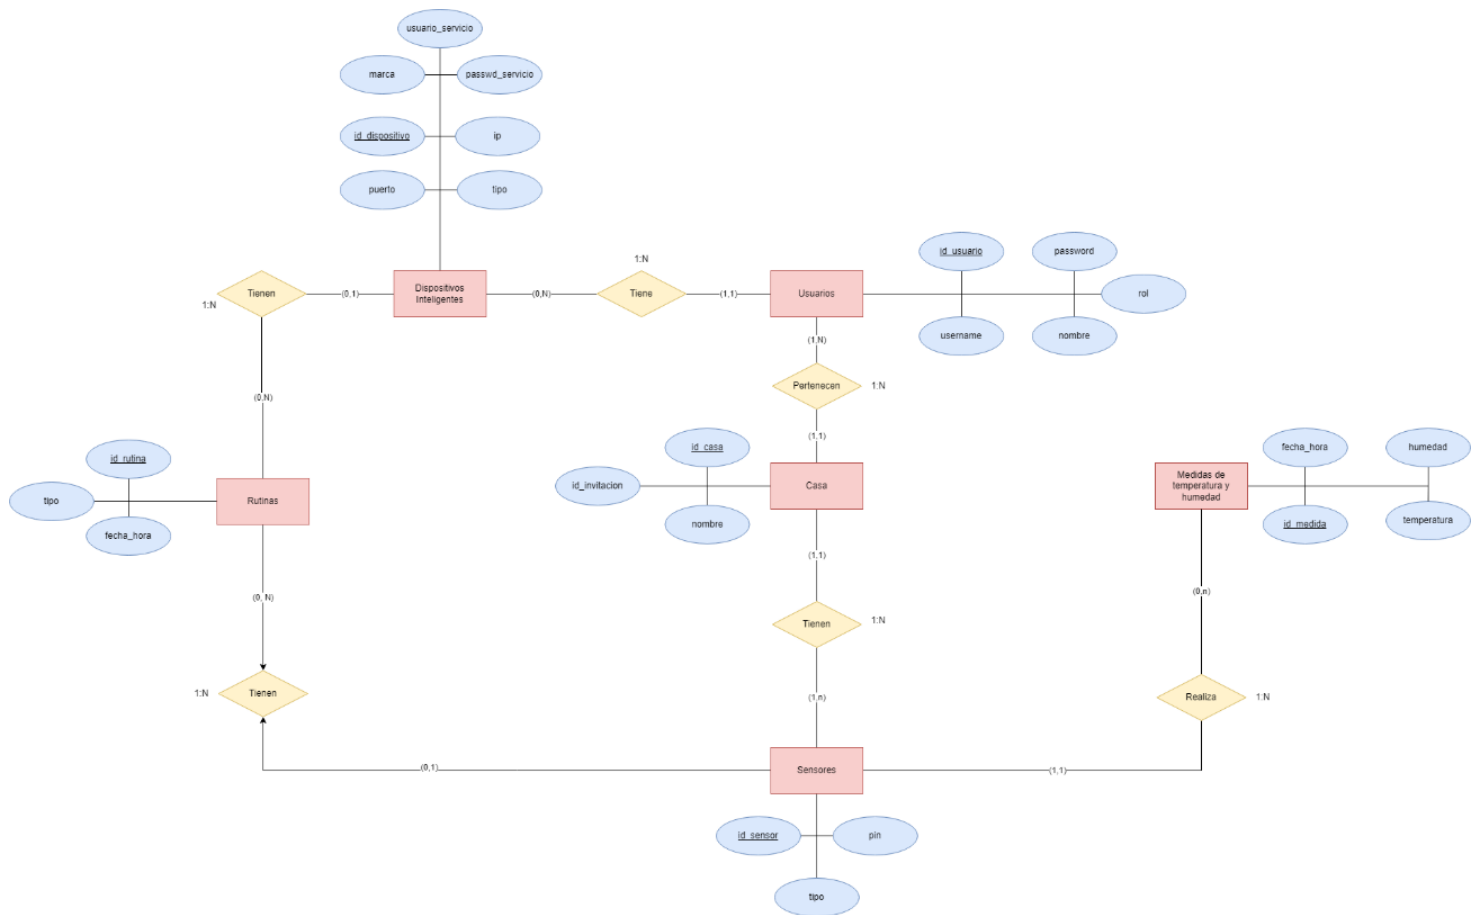 usuario_servicio
marca
passwd_servicio
id_dispositivo
ip
puerto
tipo
1:N
Tienen
1:N
(0,1)
Dispositivos
Inteligentes
(0,N)
1:N
Tiene
(1,1)
Usuarios
id_usuario
password
rol
username
nombre
(1,N)
Pertenecen
1:N
(1,1)
(0,N)
id_rutina
tipo
Rutinas
fecha_hora
id_casa
id_invitacion
Casa
nombre
fecha_hora
humedad
Medidas de
temperatura y
humedad
id_medida
temperatura
(1,1)
(0, N)
(0,n)
Tienen
1:N
1:N
Tienen
(1,n)
Realiza
1:N
(0,1)
Sensores
(1,1)
id_sensor
pin
tipo